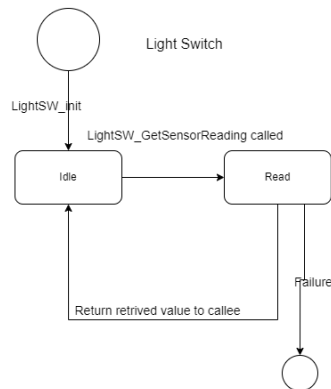 Light Switch
LightSW_init
LightSW_GetSensorReading called
Idle
Read
Failure
Return retrived value to callee